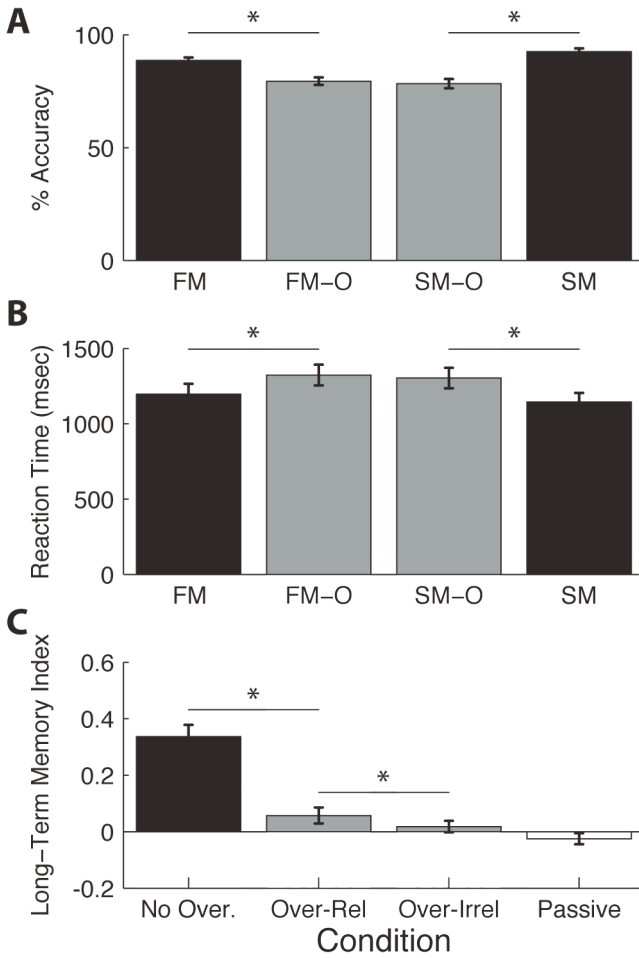 A
% Accuracy
*
*
100
50
0
FM
FM–O
SM–O
SM
B
Reaction Time (msec)
*
*
1500
1000
500
0
FM
FM–O
SM–O
SM
C
Long–Term Memory Index
0.6
0.4
0.2
0
-0.2
*
*
No Over.
Over-Rel
Over-Irrel
Passive
Condition